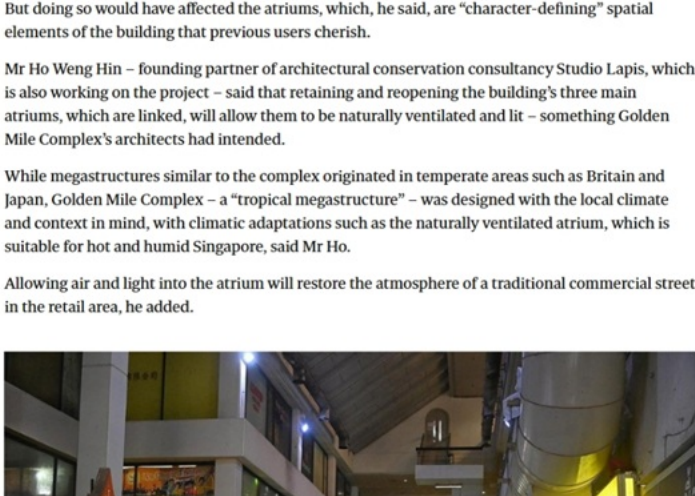 But doing so would have affected the atriums, which, he said, are “character-defining” spatial
elements of the building that previous users cherish.
Mr Ho Weng Hin – founding partner of architectural conservation consultancy Studio Lapis, which
is also working on the project – said that retaining and reopening the building’s three main
atriums, which are linked, will allow them to be naturally ventilated and lit – something Golden
Mile Complex’s architects had intended.
While megastructures similar to the complex originated in temperate areas such as Britain and
Japan, Golden Mile Complex – a “tropical megastructure” – was designed with the local climate
and context in mind, with climatic adaptations such as the naturally ventilated atrium, which is
suitable for hot and humid Singapore, said Mr Ho.
Allowing air and light into the atrium will restore the atmosphere of a traditional commercial street
in the retail area, he added.